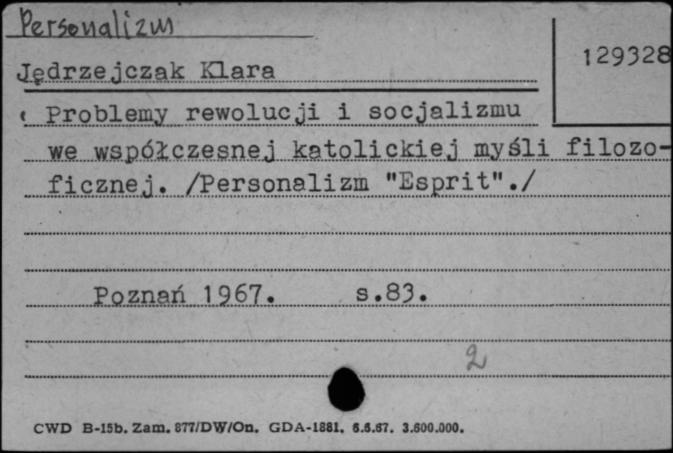 Personalizm
129328
Jędrzejczak Klara
Problemy rewolucji i socjalizmu
we współczesnej katolickiej myśli filozo-
ficznej. /Personalizm "Esprit"./
Poznań 1967. s.83.
2
CWD B-15b. Zam. 877/DW/On. GDA-1881. 6.6.67. 3.600.000.